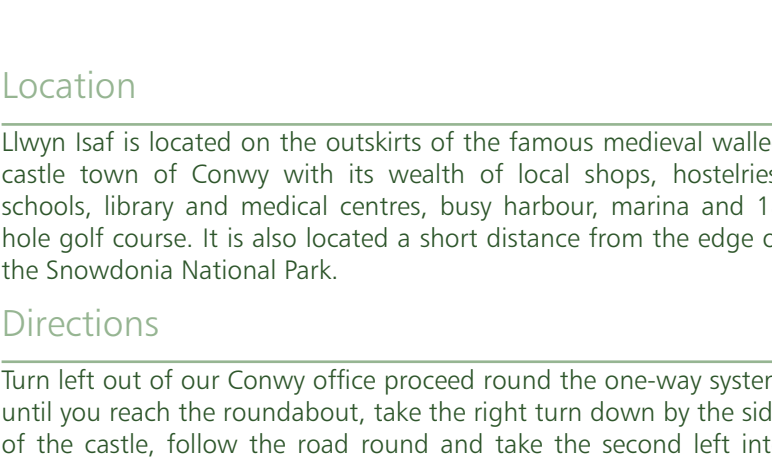 Location
Llwyn Isaf is located on the outskirts of the famous medieval walle
castle town of Conwy with its wealth of local shops, hostelries
schools, library and medical centres, busy harbour, marina and 1
hole golf course. It is also located a short distance from the edge o
the Snowdonia National Park.
Directions
Turn left out of our Conwy office proceed round the one-way system
until you reach the roundabout, take the right turn down by the sid
of the castle, follow the road round and take the second left int